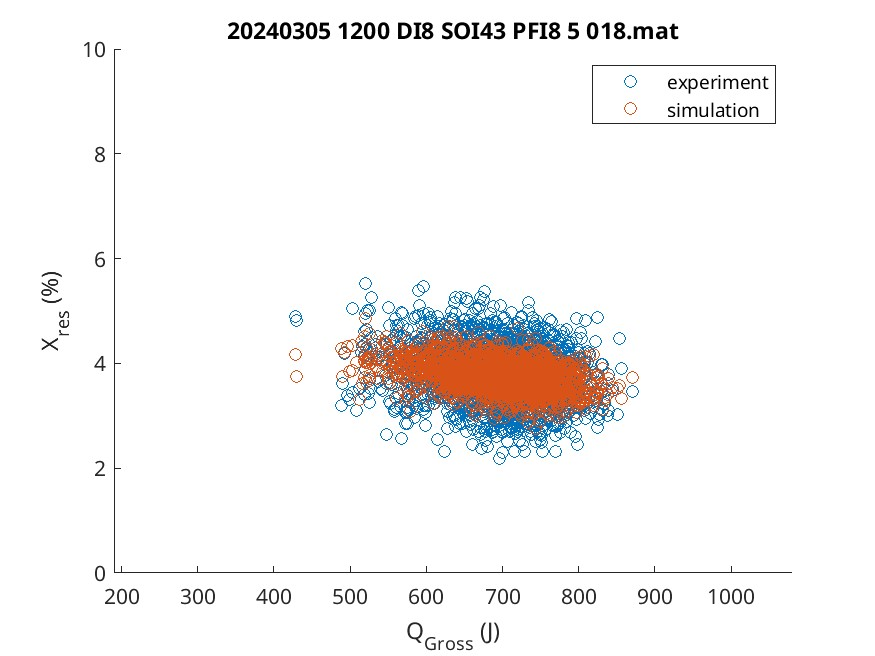 20240305 1200 DI8 SOI43 PFI8 5 018.mat
experiment
simulation
10
8
6
4
2
0
X_res (%)
200 300 400 500 600 700 800 900 1000
Q_Gross (J)